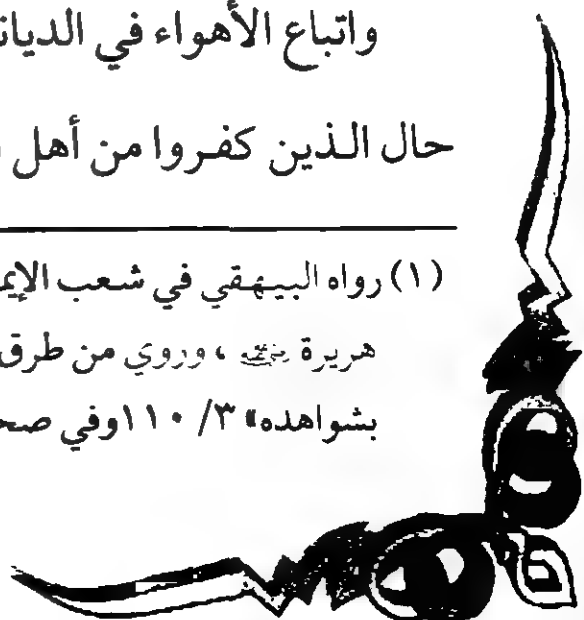 واتباع الأهواء في الديان
حال الذين كفروا من أهل
(١) رواه البيهقي في شعب الإيم
هريرة ، وروي من طرق
بشواهده» ٣/ ١١٠ وفي صح